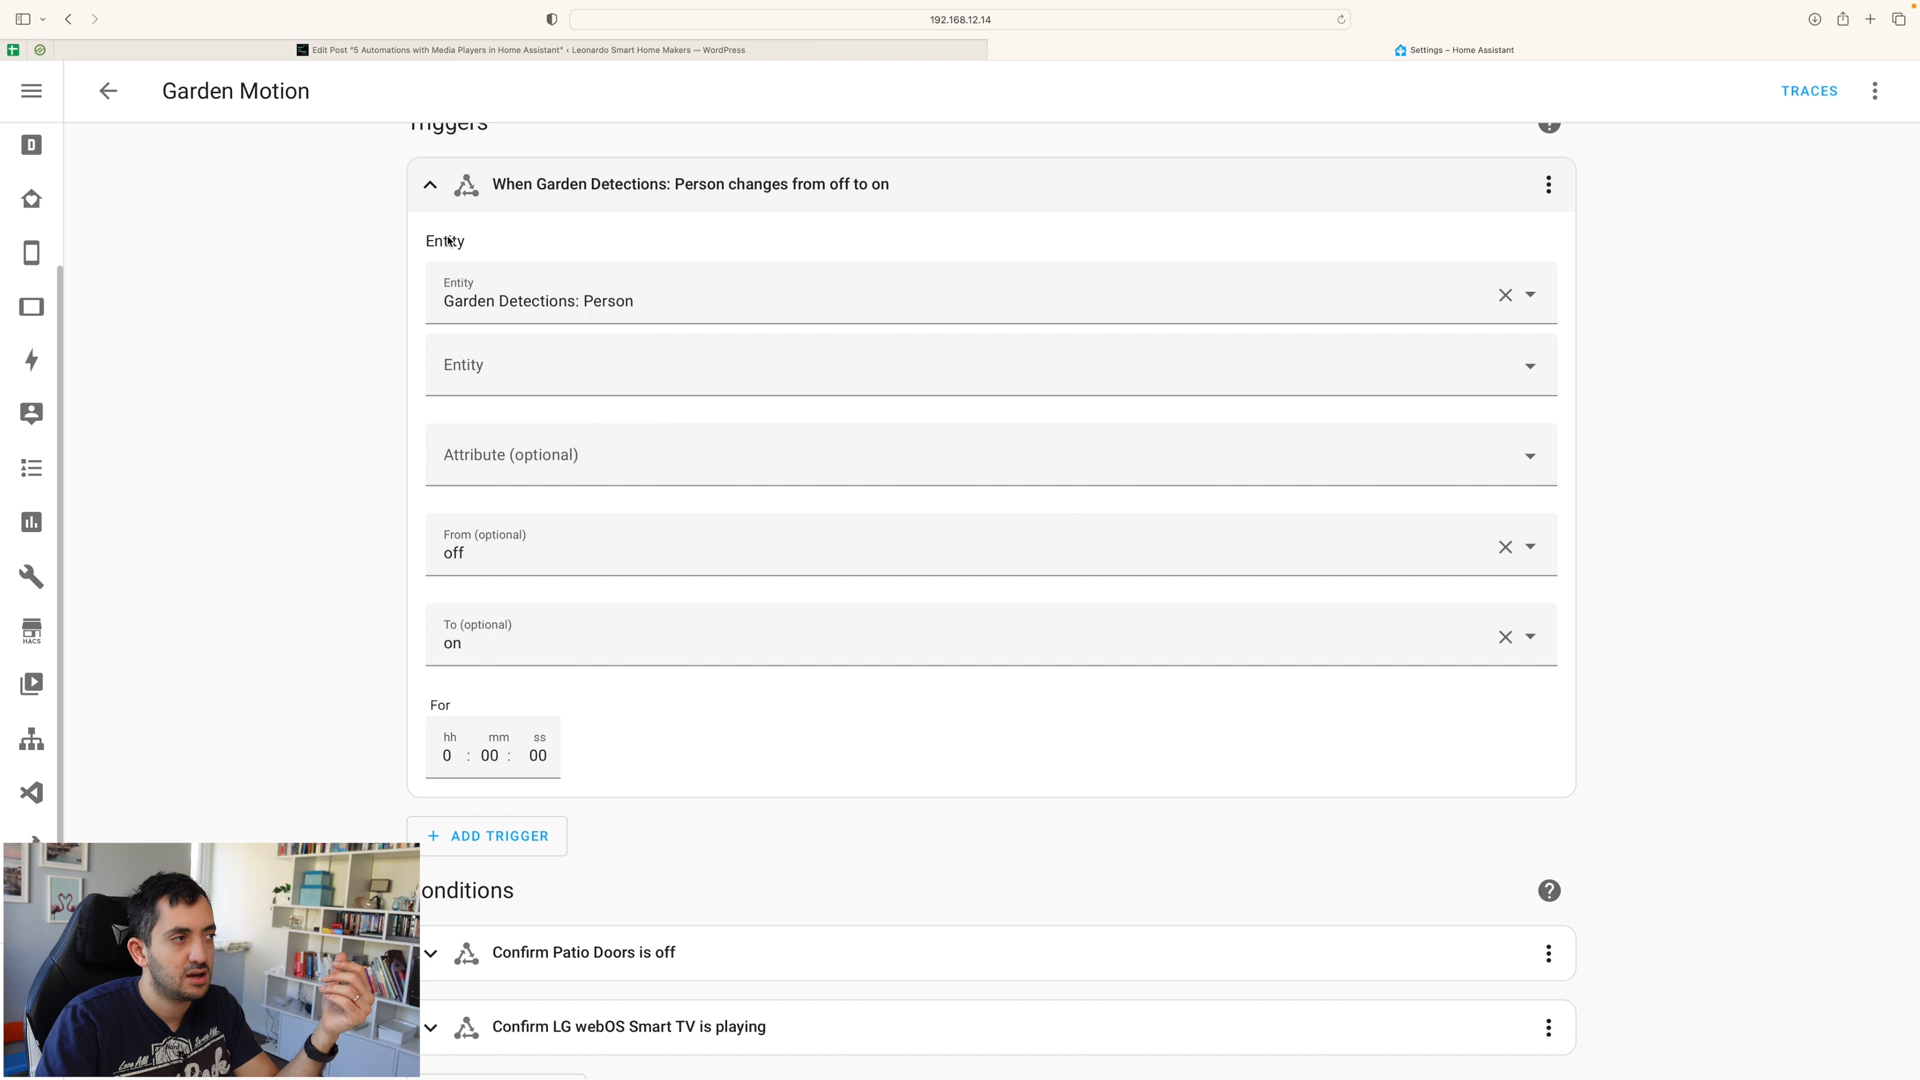 192.168.12.14
Edit Post "5 Automations with Media Players in Home Assistant" ‹ Leonardo Smart Home Makers — WordPress
Settings – Home Assistant
Garden Motion
TRACES
Triggers
When Garden Detections: Person changes from off to on
Entity
Entity
Garden Detections: Person
Entity
Attribute (optional)
From (optional)
off
To (optional)
on
For
hh mm ss
0 : 00 : 00
+ ADD TRIGGER
onditions
Confirm Patio Doors is off
Confirm LG webOS Smart TV is playing
D
HACS